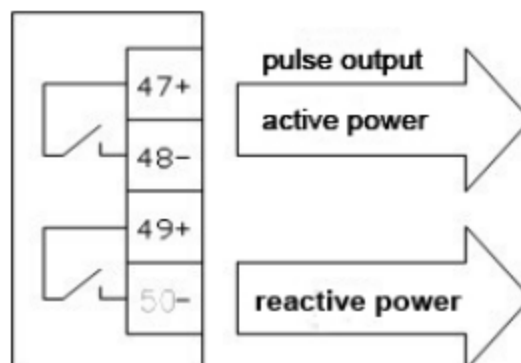 47+
48-
49+
50-
pulse output
active power
reactive power